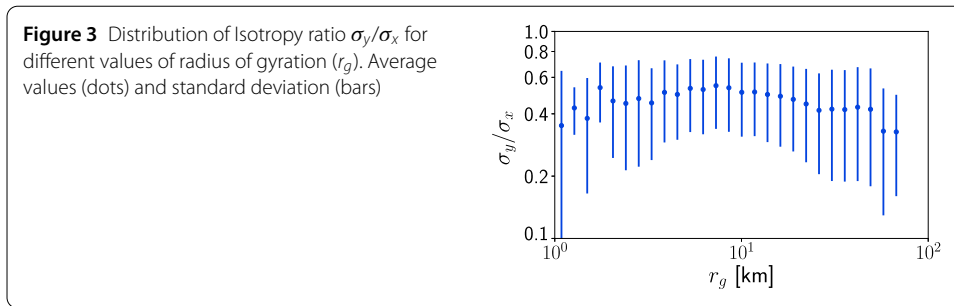 Figure 3 Distribution of Isotropy ratio σy/σx for
different values of radius of gyration (rg). Average
values (dots) and standard deviation (bars)
1.0
0.8
0.6
0.4
0.2
0.1
σy/σx
10⁰ 10¹ 10²
rg [km]